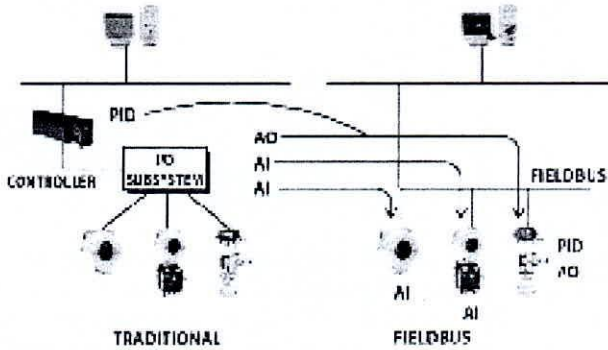 PID
AO
I/O
SUBSYSTEM
AI
CONTROLLER
AI
FIELDBUS
PID
AO
AI
AI
TRADITIONAL
FIELDBUS